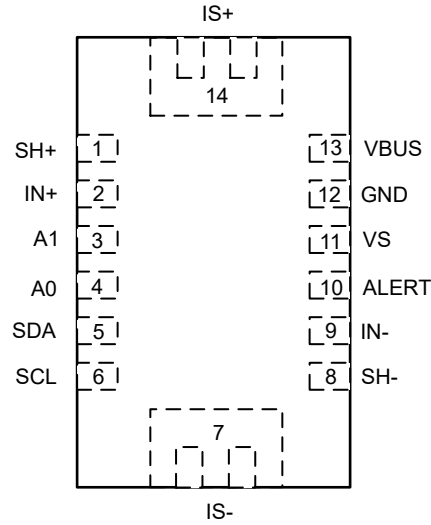 IS+
14
SH+ 1 13 VBUS
IN+ 2 12 GND
A1 3 11 VS
A0 4 10 ALERT
SDA 5 9 IN-
SCL 6 8 SH-
7
IS-